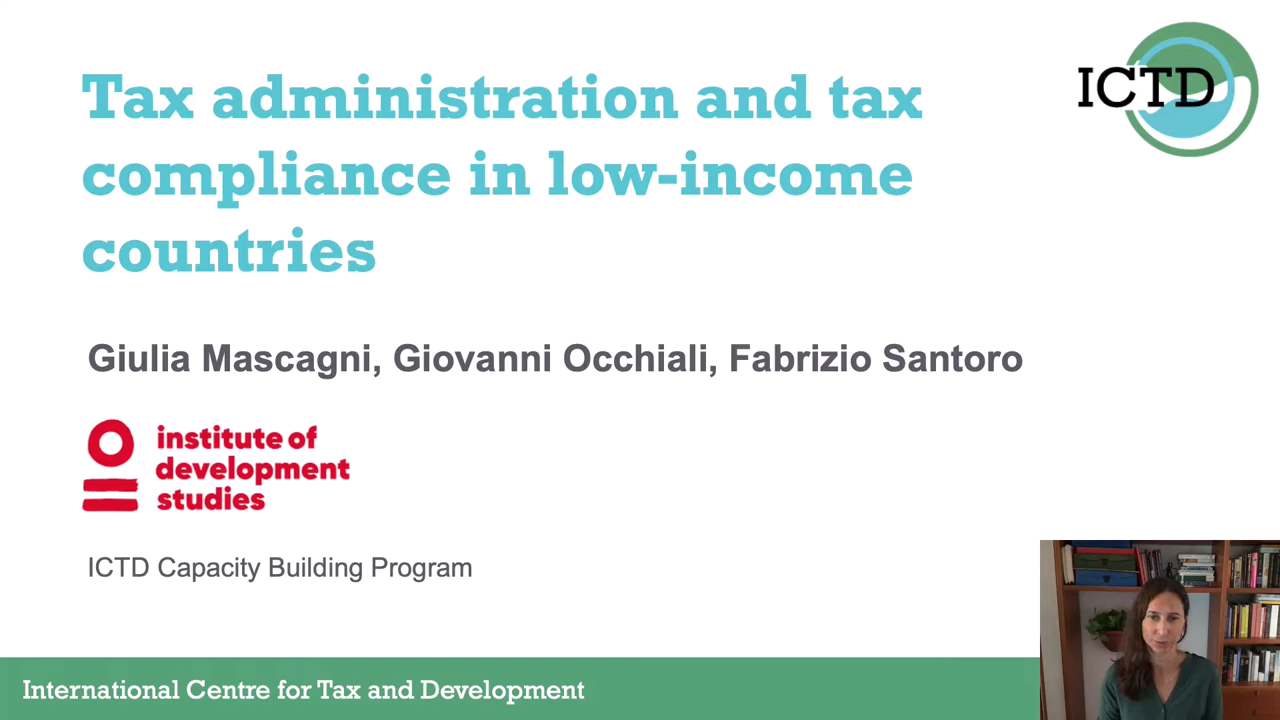 Tax administration and tax
compliance in low-income
countries
ICTD
Giulia Mascagni, Giovanni Occhiali, Fabrizio Santoro
institute of
development
studies
ICTD Capacity Building Program
International Centre for Tax and Development